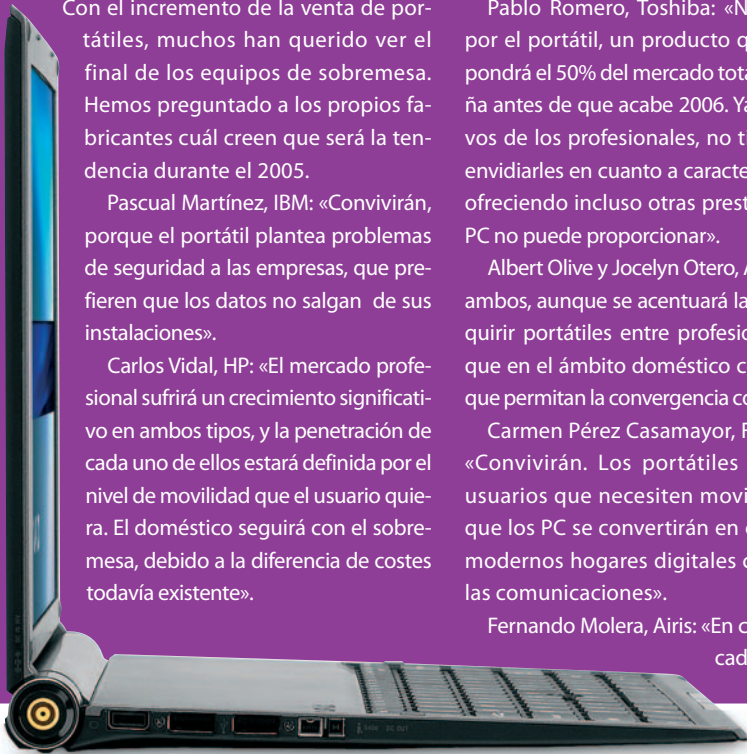 Con el incremento de la venta de por-
tátiles, muchos han querido ver el
final de los equipos de sobremesa.
Hemos preguntado a los propios fa-
bricantes cuál creen que será la ten-
dencia durante el 2005.
Pascual Martínez, IBM: «Convivirán,
porque el portátil plantea problemas
de seguridad a las empresas, que pre-
fieren que los datos no salgan de sus
instalaciones».
Carlos Vidal, HP: «El mercado profe-
sional sufrirá un crecimiento significati-
vo en ambos tipos, y la penetración de
cada uno de ellos estará definida por el
nivel de movilidad que el usuario quie-
ra. El doméstico seguirá con el sobre-
mesa, debido a la diferencia de costes
todavía existente».
Pablo Romero, Toshiba: «N
por el portátil, un producto q
pondrá el 50% del mercado tota
ña antes de que acabe 2006. Ya
vos de los profesionales, no t
envidiarles en cuanto a caracte
ofreciendo incluso otras prest
PC no puede proporcionar».
Albert Olive y Jocelyn Otero, A
ambos, aunque se acentuará la
quirir portátiles entre profesio
que en el ámbito doméstico c
que permitan la convergencia co
Carmen Pérez Casamayor, F
«Convivirán. Los portátiles
usuarios que necesiten movi
que los PC se convertirán en
modernos hogares digitales
las comunicaciones».
Fernando Molera, Airis: «En c
cad